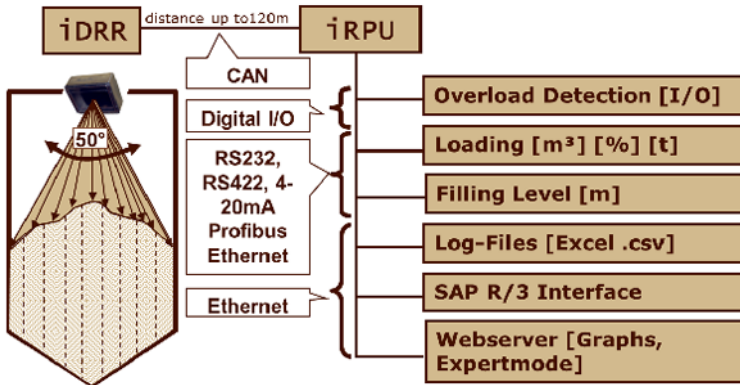 iDRR
distance up to120m
iRPU
CAN
50°
Digital I/O
RS232,
RS422, 4-
20mA
Profibus
Ethernet
Ethernet
Overload Detection [I/O]
Loading [m³] [%] [t]
Filling Level [m]
Log-Files [Excel .csv]
SAP R/3 Interface
Webserver [Graphs,
Expertmode]